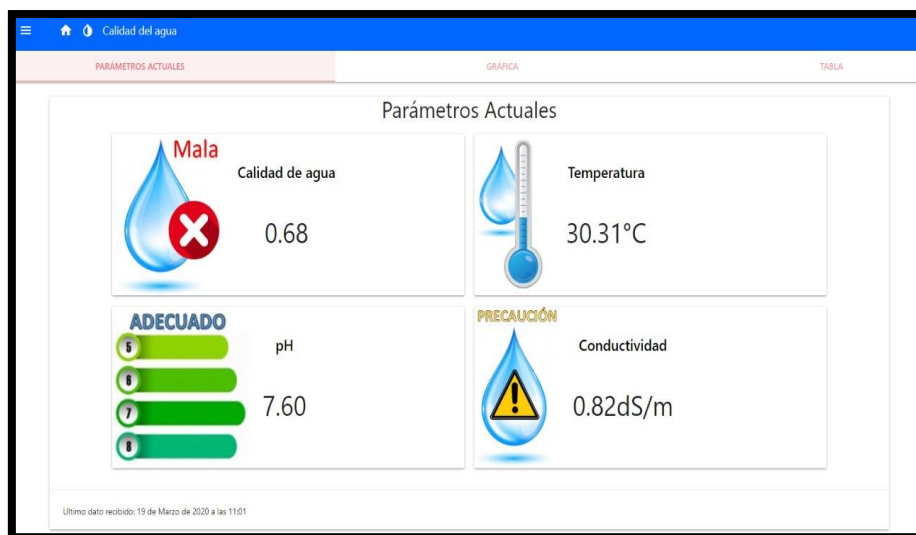 Calidad del agua
PARÁMETROS ACTUALES
GRÁFICA
TABLA
Parámetros Actuales
Mala
Calidad de agua
0.68
Temperatura
30.31°C
ADECUADO
5
6
7
8
pH
7.60
PRECAUCIÓN
Conductividad
0.82dS/m
Ultimo dato recibido: 19 de Marzo de 2020 a las 11:01